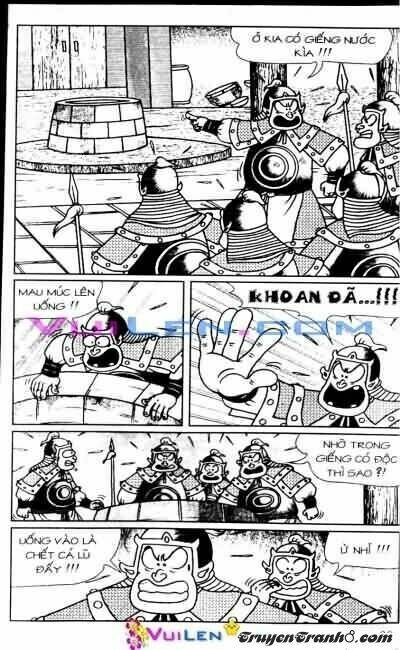 Ở KIA CÓ GIẾNG NƯỚC
KÌA !!!
MAU MÚC LÊN
UỐNG !!
KHOAN ĐÃ...!!!
VUILEN.COM
NHỠ TRONG
GIẾNG CÓ ĐỘC
THÌ SAO ?!
UỐNG VÀO LÀ
CHẾT CẢ LŨ
ĐẤY !!!
Ừ NHỈ !!!
VUILEN
TruyenTranh8.com